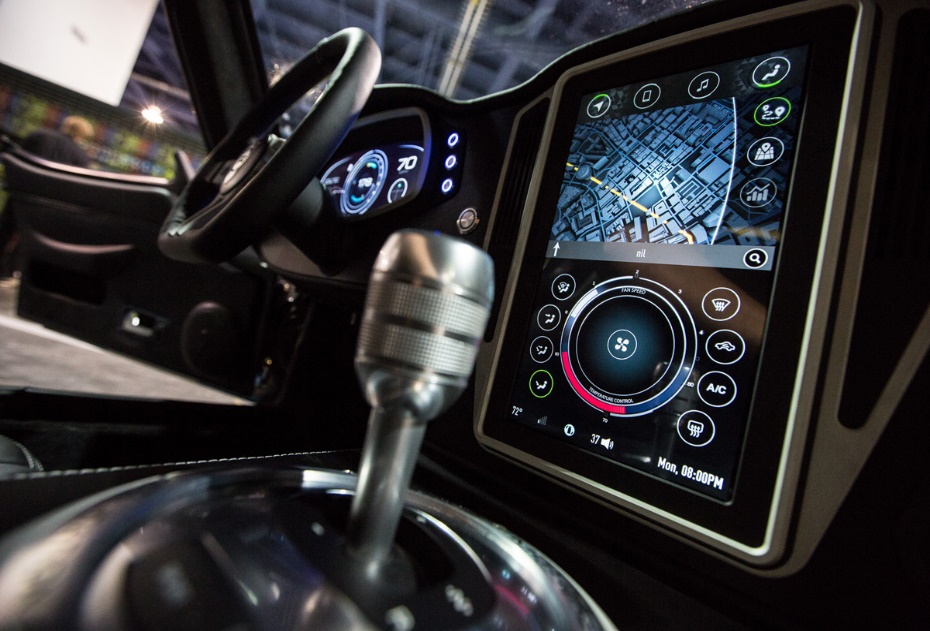 70
nil
FAN SPEED
TEMPERATURE CONTROL
A/C
72°
37
Mon, 08:00PM